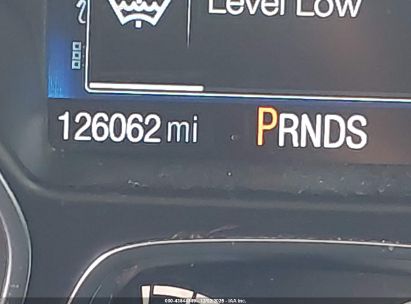 Level Low
126062 mi PRNDS